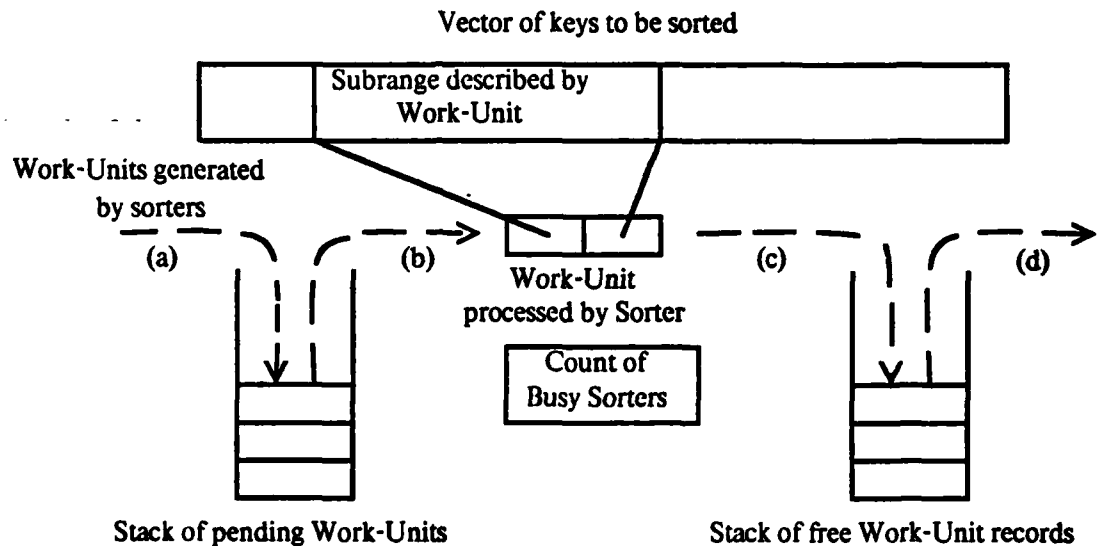 Vector of keys to be sorted
Subrange described by
Work-Unit
Work-Units generated
by sorters
(a)
(b)
(c)
(d)
Work-Unit
processed by Sorter
Count of
Busy Sorters
Stack of pending Work-Units
Stack of free Work-Unit records